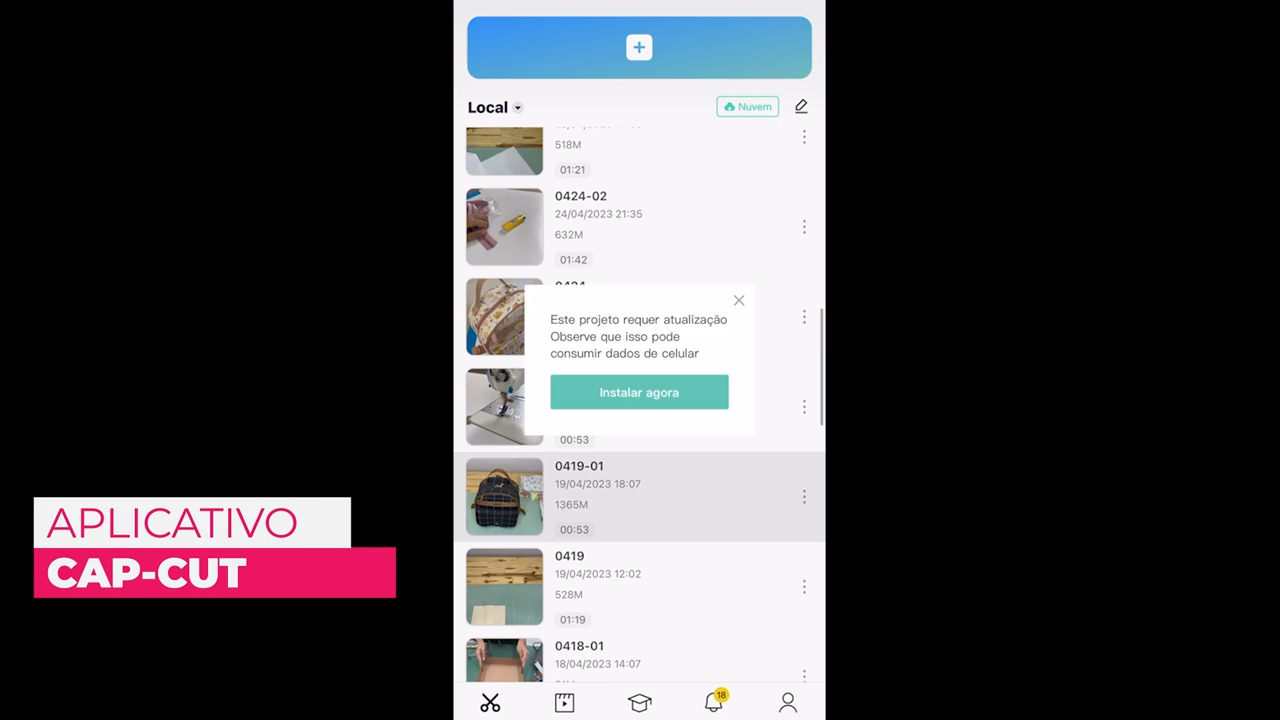 Local
Nuvem
518M
01:21
0424-02
24/04/2023 21:35
632M
01:42
Este projeto requer atualização
Observe que isso pode
consumir dados de celular
Instalar agora
00:53
0419-01
19/04/2023 18:07
1365M
00:53
APLICATIVO
CAP-CUT
0419
19/04/2023 12:02
528M
01:19
0418-01
18/04/2023 14:07
18